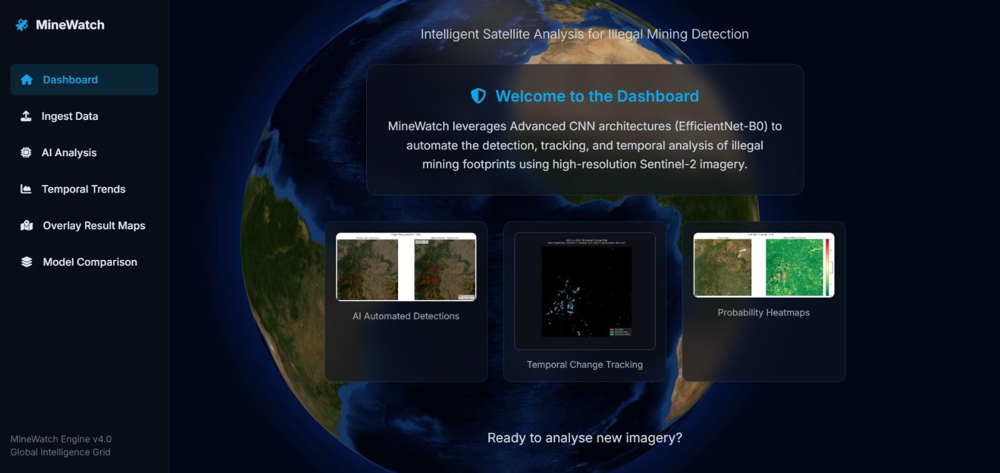 MineWatch
Dashboard
Ingest Data
AI Analysis
Temporal Trends
Overlay Result Maps
Model Comparison
MineWatch Engine v4.0
Global Intelligence Grid
Intelligent Satellite Analysis for Illegal Mining Detection
Welcome to the Dashboard
MineWatch leverages Advanced CNN architectures (EfficientNet-B0) to
automate the detection, tracking, and temporal analysis of illegal
mining footprints using high-resolution Sentinel-2 imagery.
AI Automated Detections
Temporal Change Map
Temporal Change Tracking
Probability Heatmaps
Ready to analyse new imagery?